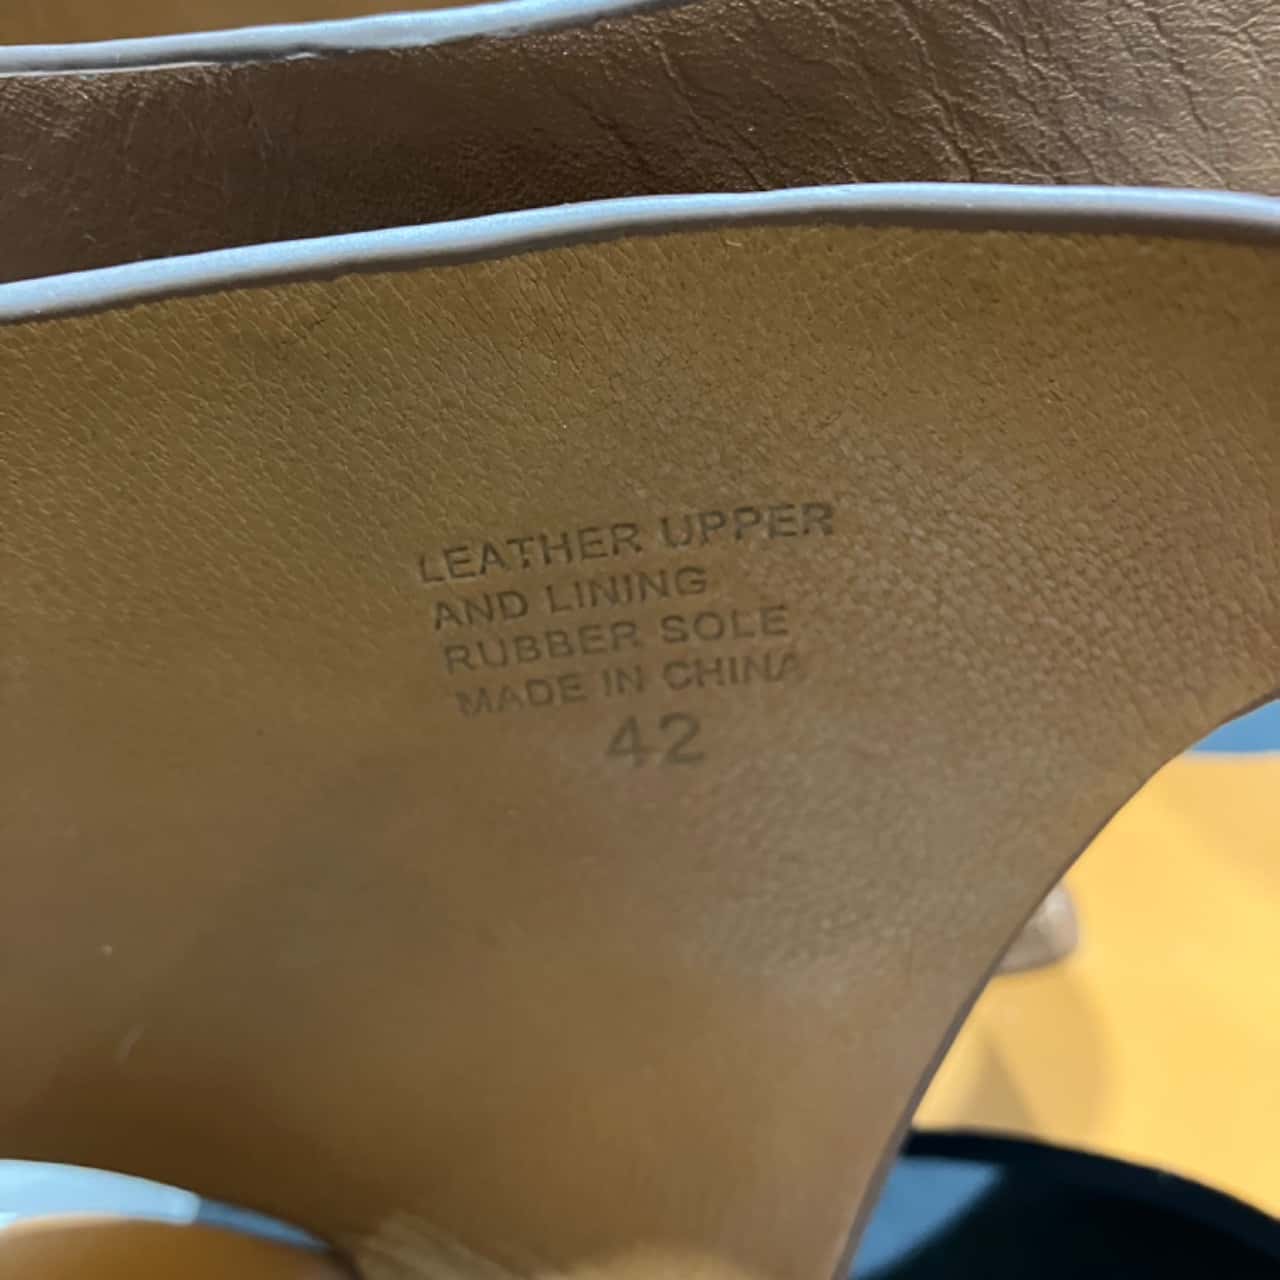 LEATHER UPPER
AND LINING
RUBBER SOLE
MADE IN CHINA
42